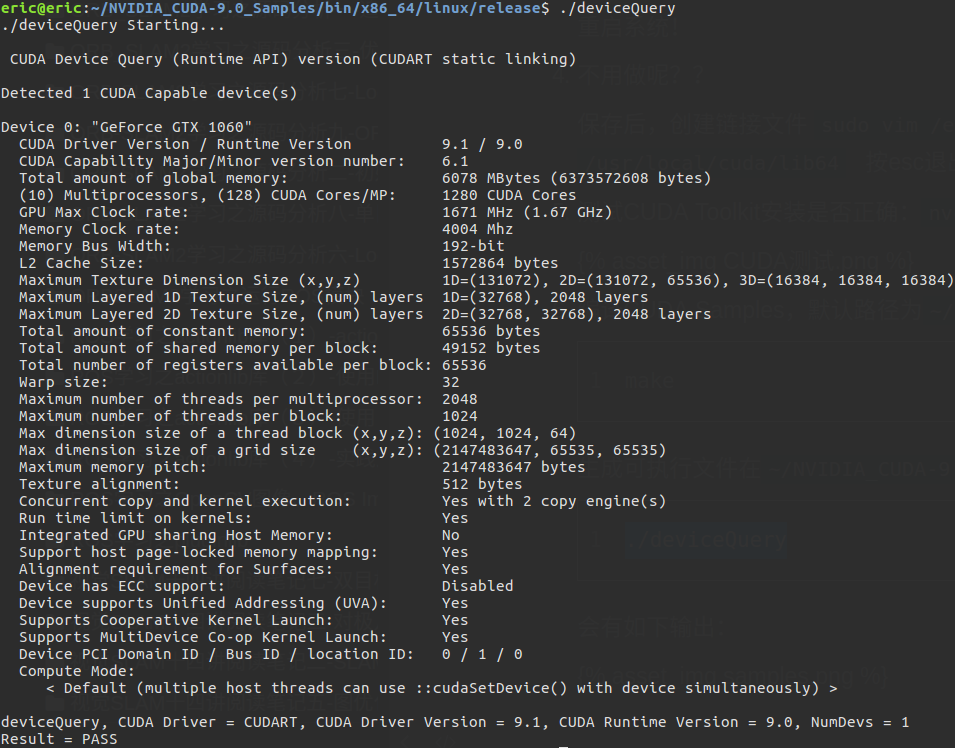 eric@eric:~/NVIDIA_CUDA-9.0_Samples/bin/x86_64/linux/release$ ./deviceQuery
./deviceQuery Starting...
CUDA Device Query (Runtime API) version (CUDART static linking)
Detected 1 CUDA Capable device(s)
Device 0: "GeForce GTX 1060"
CUDA Driver Version / Runtime Version 9.1 / 9.0
CUDA Capability Major/Minor version number: 6.1
Total amount of global memory: 6078 MBytes (6373572608 bytes)
(10) Multiprocessors, (128) CUDA Cores/MP: 1280 CUDA Cores
GPU Max Clock rate: 1671 MHz (1.67 GHz)
Memory Clock rate: 4004 Mhz
Memory Bus Width: 192-bit
L2 Cache Size: 1572864 bytes
Maximum Texture Dimension Size (x,y,z) 1D=(131072), 2D=(131072, 65536), 3D=(16384, 16384, 16384)
Maximum Layered 1D Texture Size, (num) layers 1D=(32768), 2048 layers
Maximum Layered 2D Texture Size, (num) layers 2D=(32768, 32768), 2048 layers
Total amount of constant memory: 65536 bytes
Total amount of shared memory per block: 49152 bytes
Total number of registers available per block: 65536
Warp size: 32
Maximum number of threads per multiprocessor: 2048
Maximum number of threads per block: 1024
Max dimension size of a thread block (x,y,z): (1024, 1024, 64)
Max dimension size of a grid size (x,y,z): (2147483647, 65535, 65535)
Maximum memory pitch: 2147483647 bytes
Texture alignment: 512 bytes
Concurrent copy and kernel execution: Yes with 2 copy engine(s)
Run time limit on kernels: Yes
Integrated GPU sharing Host Memory: No
Support host page-locked memory mapping: Yes
Alignment requirement for Surfaces: Yes
Device has ECC support: Disabled
Device supports Unified Addressing (UVA): Yes
Supports Cooperative Kernel Launch: Yes
Supports MultiDevice Co-op Kernel Launch: Yes
Device PCI Domain ID / Bus ID / location ID: 0 / 1 / 0
Compute Mode:
< Default (multiple host threads can use ::cudaSetDevice() with device simultaneously) >
deviceQuery, CUDA Driver = CUDART, CUDA Driver Version = 9.1, CUDA Runtime Version = 9.0, NumDevs = 1
Result = PASS